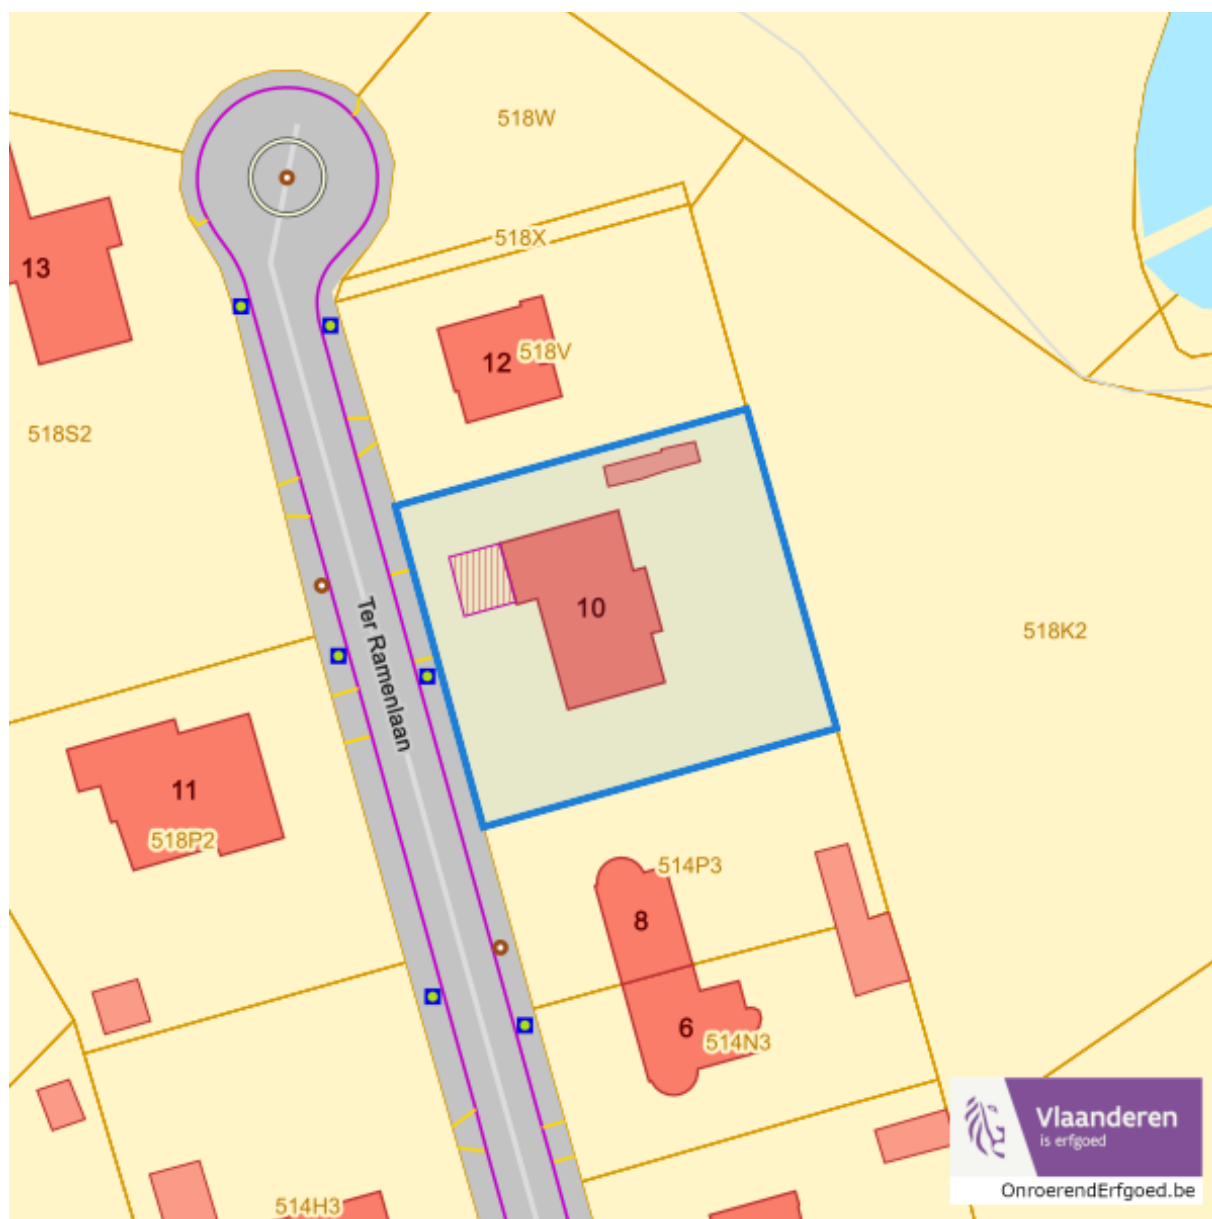 518W
518X
13
12
518V
518S2
10
518K2
Ter Ramenlaan
11
518P2
514P3
8
6
514N3
514H3
Vlaanderen
is erfgoed
OnroerendErfgoed.be